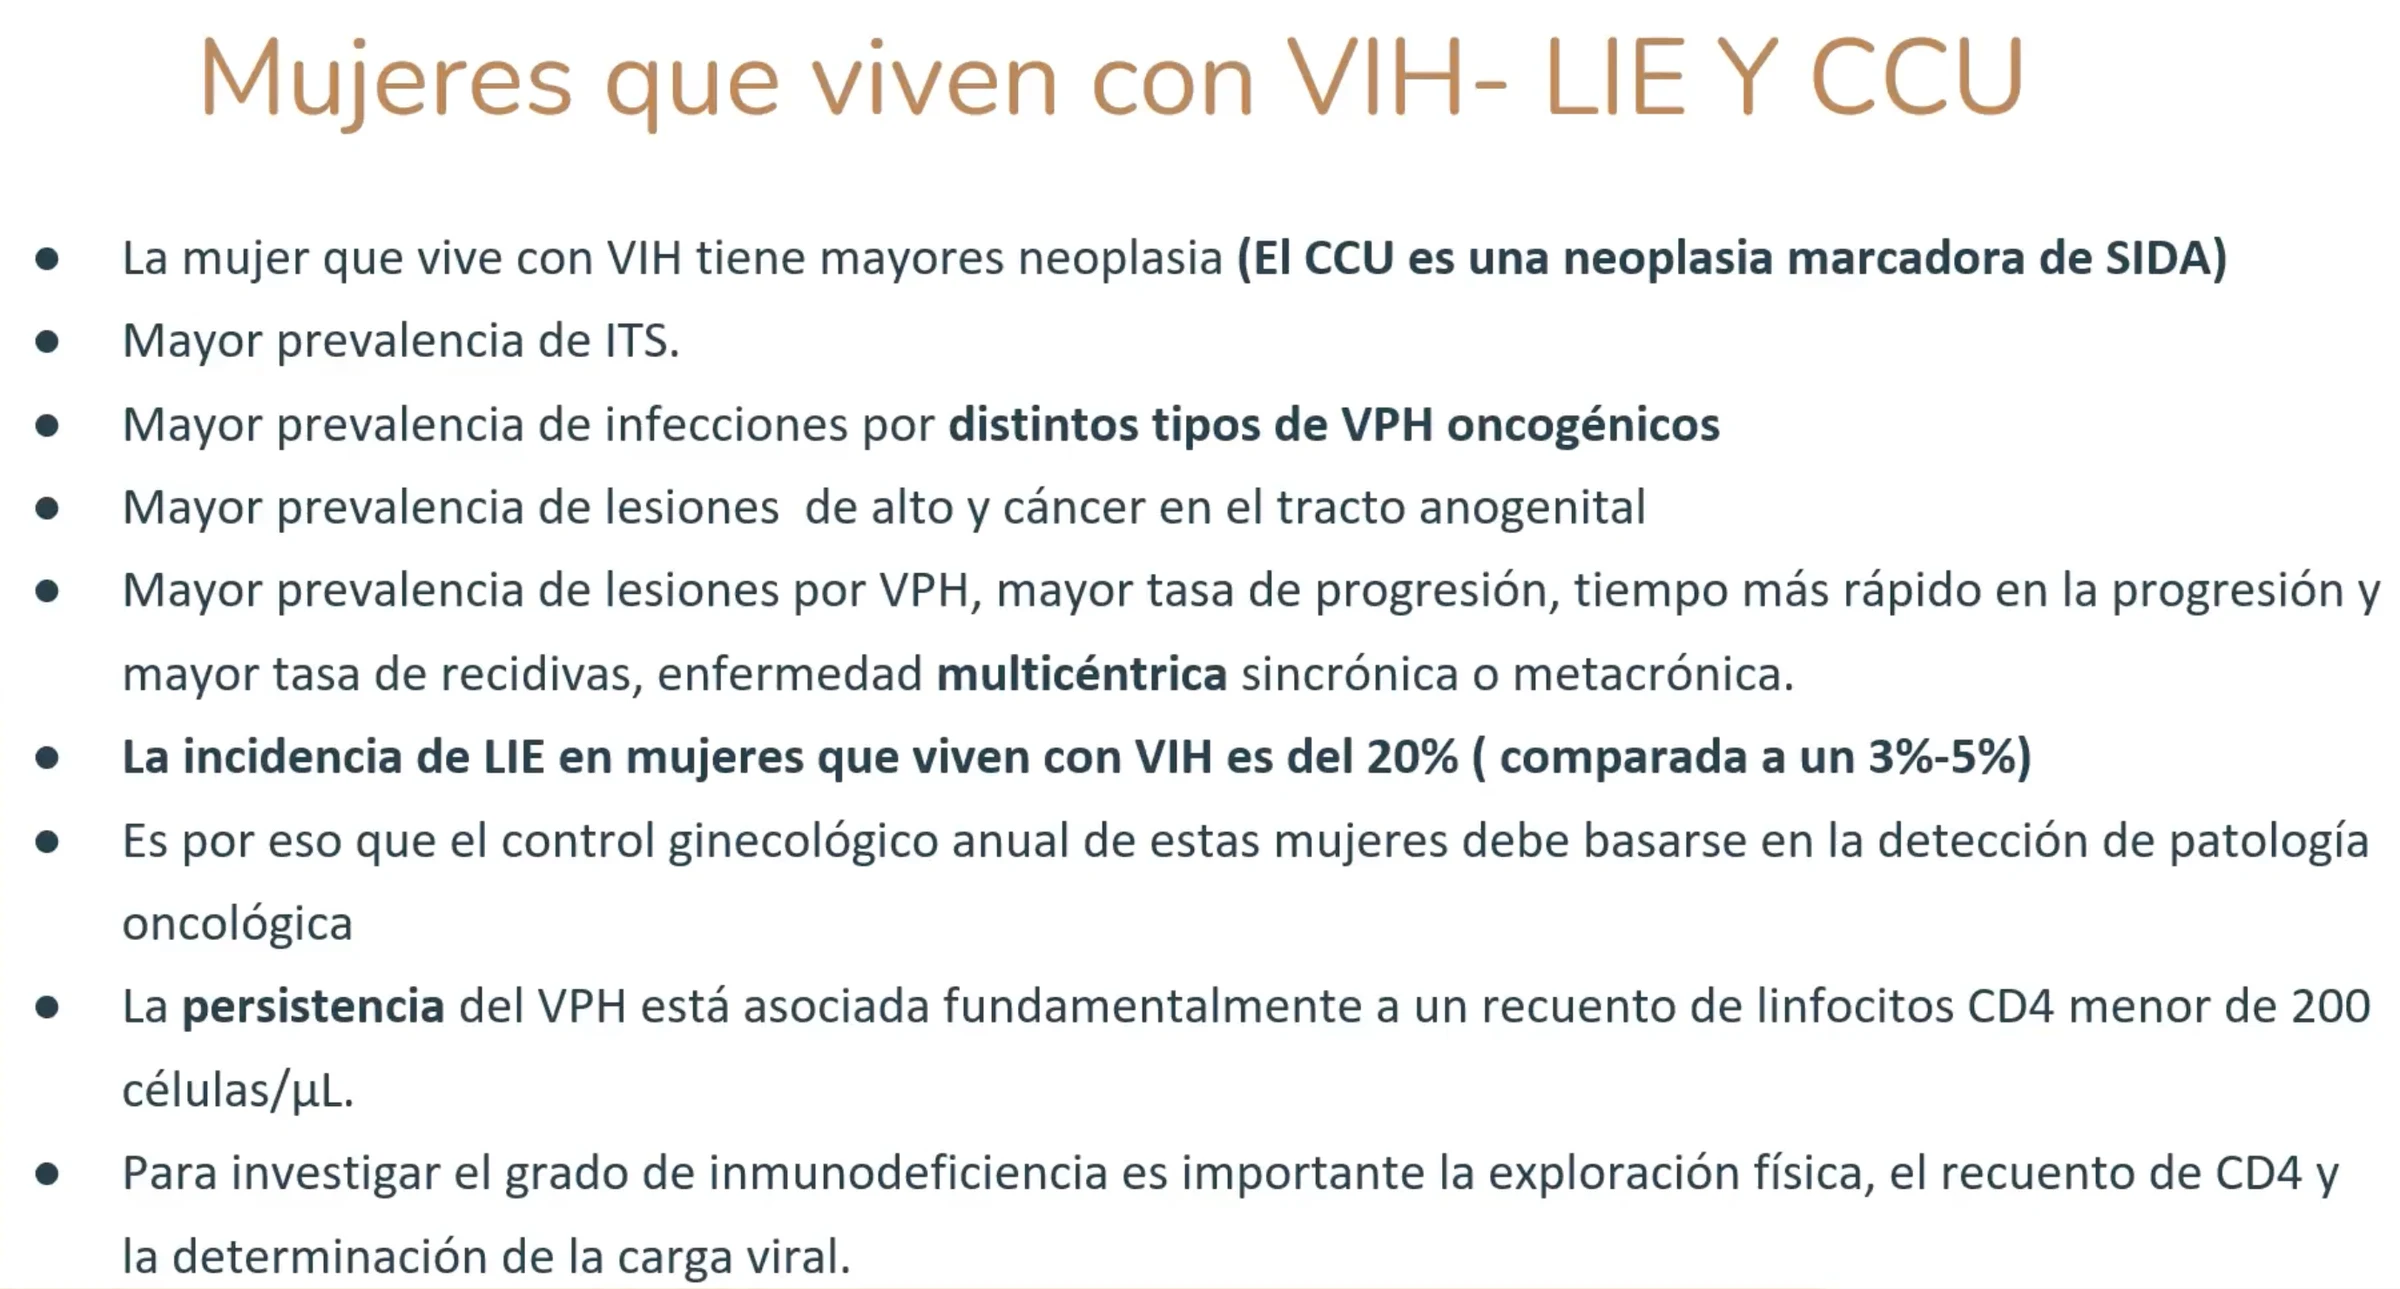 Mujeres que viven con VIH- LIE Y CCU
● La mujer que vive con VIH tiene mayores neoplasia (El CCU es una neoplasia marcadora de SIDA)
● Mayor prevalencia de ITS.
● Mayor prevalencia de infecciones por distintos tipos de VPH oncogénicos
● Mayor prevalencia de lesiones  de alto y cáncer en el tracto anogenital
● Mayor prevalencia de lesiones por VPH, mayor tasa de progresión, tiempo más rápido en la progresión y
mayor tasa de recidivas, enfermedad multicéntrica sincrónica o metacrónica.
● La incidencia de LIE en mujeres que viven con VIH es del 20% ( comparada a un 3%-5%)
● Es por eso que el control ginecológico anual de estas mujeres debe basarse en la detección de patología
oncológica
● La persistencia del VPH está asociada fundamentalmente a un recuento de linfocitos CD4 menor de 200
células/µL.
● Para investigar el grado de inmunodeficiencia es importante la exploración física, el recuento de CD4 y
la determinación de la carga viral.